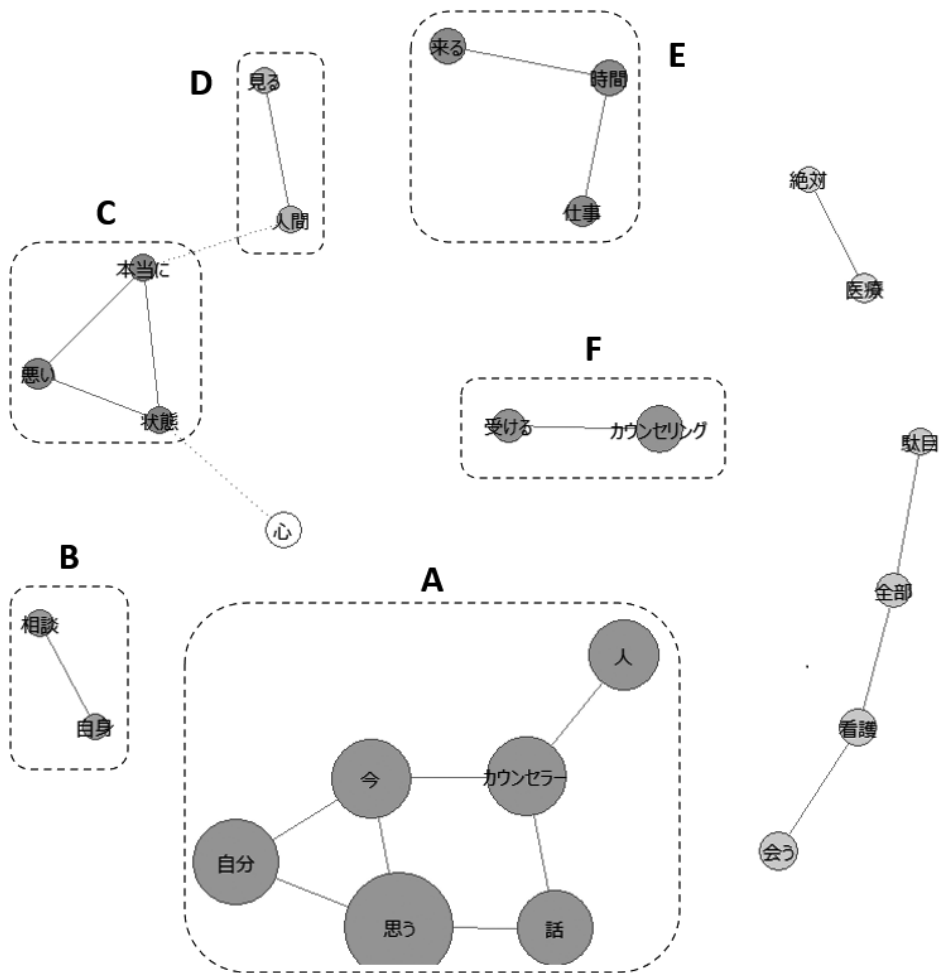 来る
E
時間
D
見る
絶対
仕事
人間
C
本当に
医療
F
悪い
状態
受ける
カウンセリング
駄目
心
B
A
全部
相談
人
自身
看護
今
カウンセラー
自分
会う
思う
話